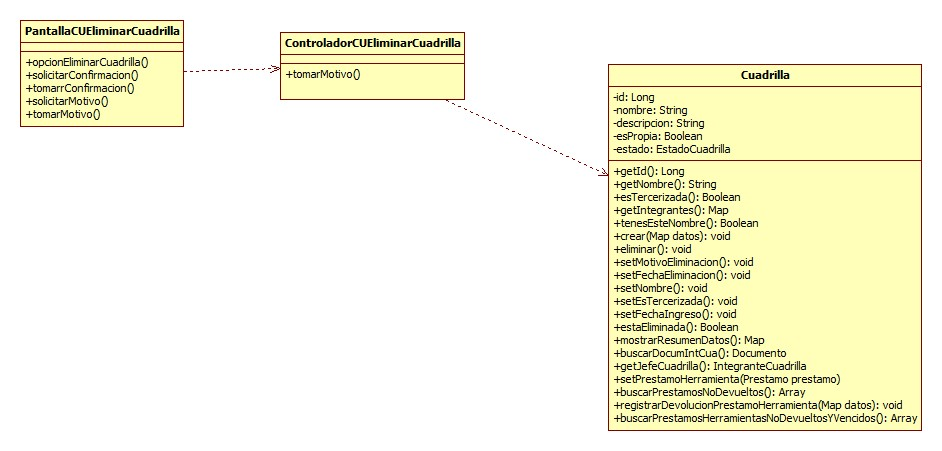 PantallaCUEliminarCuadrilla
+opcionEliminarCuadrilla()
+solicitarConfirmacion()
+tomarrConfirmacion()
+solicitarMotivo()
+tomarMotivo()
ControladorCUEliminarCuadrilla
+tomarMotivo()
Cuadrilla
-id: Long
-nombre: String
-descripcion: String
-esPropia: Boolean
-estado: EstadoCuadrilla
+getId(): Long
+getNombre(): String
+esTercerizada(): Boolean
+getIntegrantes(): Map
+tenesEsteNombre(): Boolean
+crear(Map datos): void
+eliminar(): void
+setMotivoEliminacion(): void
+setFechaEliminacion(): void
+setNombre(): void
+setEsTercerizada(): void
+setFechaIngreso(): void
+estaEliminada(): Boolean
+mostrarResumenDatos(): Map
+buscarDocumIntCua(): Documento
+getJefeCuadrilla(): IntegranteCuadrilla
+setPrestamoHerramienta(Prestamo prestamo)
+buscarPrestamosNoDevueltos(): Array
+registrarDevolucionPrestamoHerramienta(Map datos): void
+buscarPrestamosHerramientasNoDevueltosYVencidos(): Array